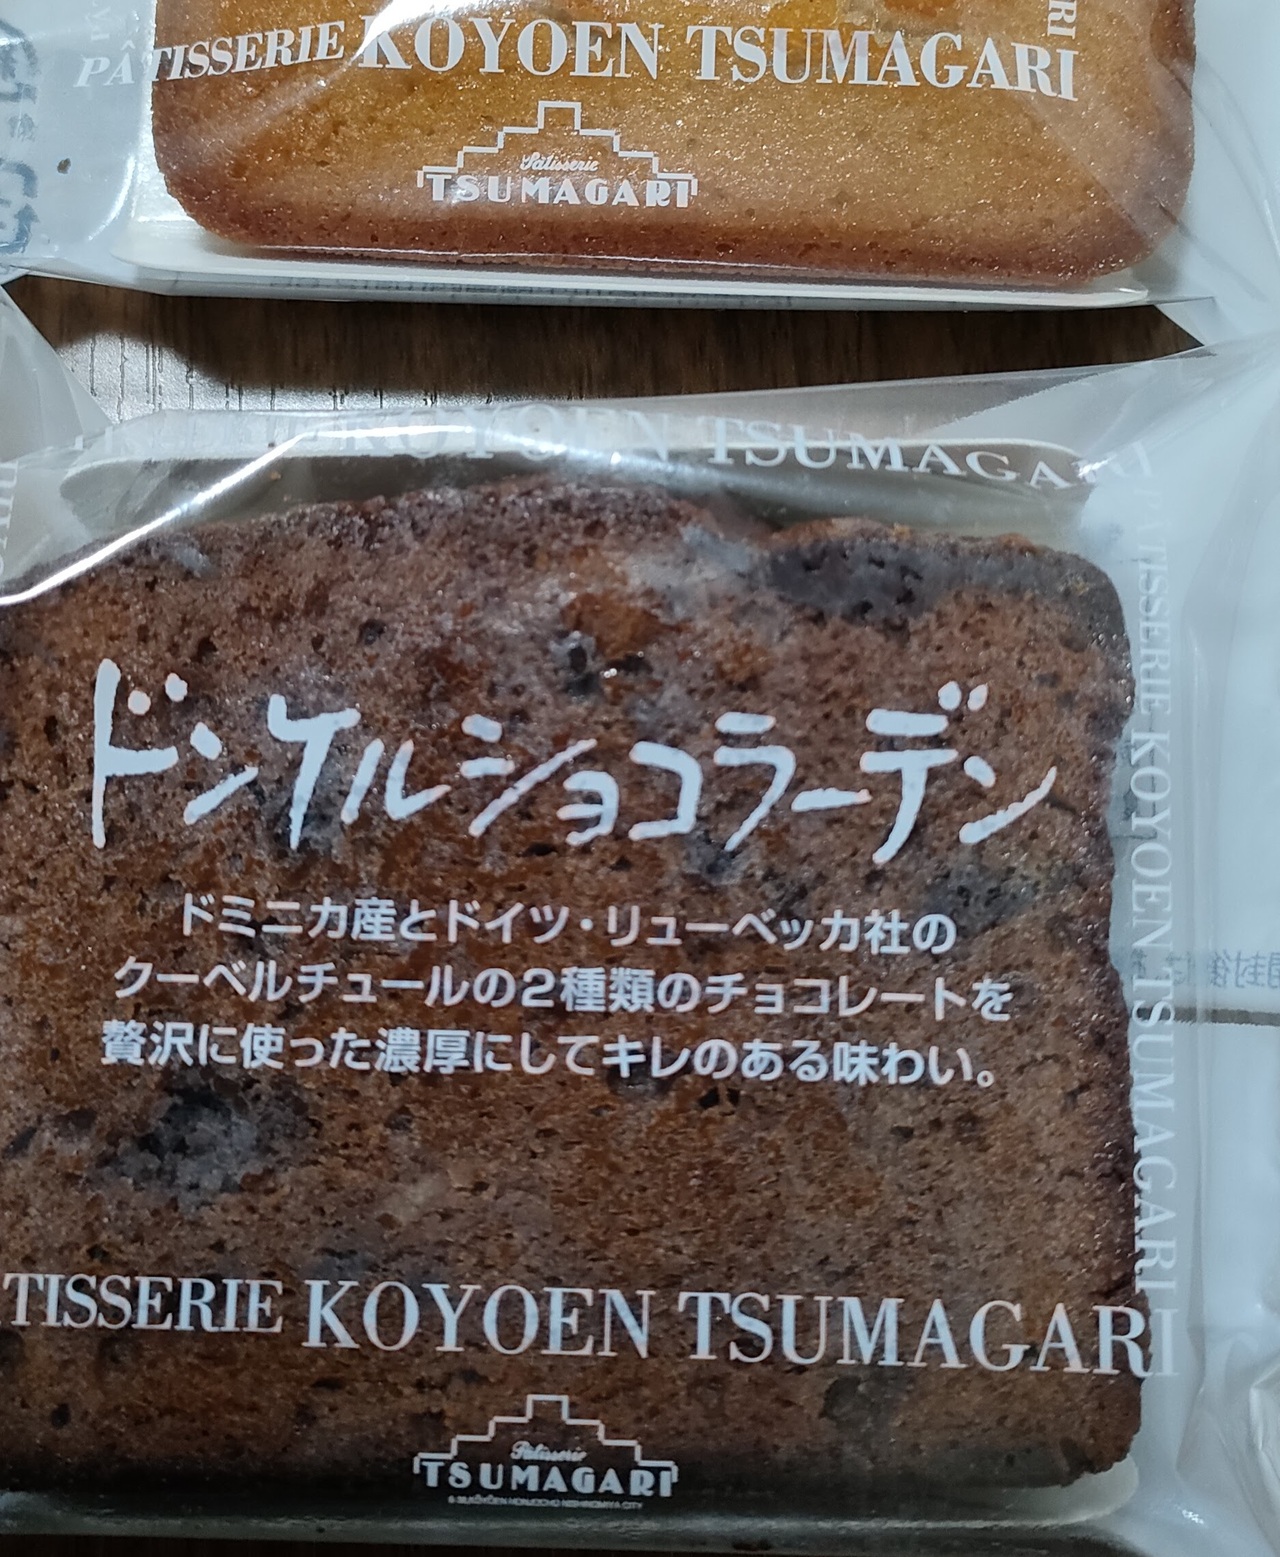 PÂTISSERIE KOYOEN TSUMAGARI
Pâtisserie
TSUMAGARI
KOYOEN TSUMAGARI
ドンケルショコラーデン
ドミニカ産とドイツ・リューベッカ社の
クーベルチュールの2種類のチョコレートを
贅沢に使った濃厚にしてキレのある味わい。
TISSERIE KOYOEN TSUMAGARI
Pâtisserie
TSUMAGARI
PÂTISSERIE KOYOEN TSUMAGARI